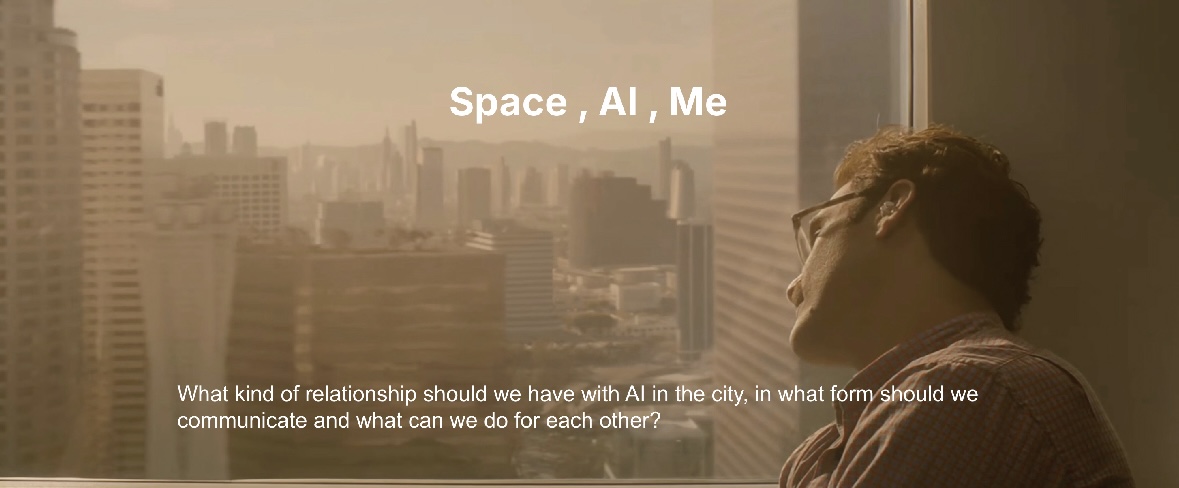 Space , AI , Me
What kind of relationship should we have with AI in the city, in what form should we
communicate and what can we do for each other?